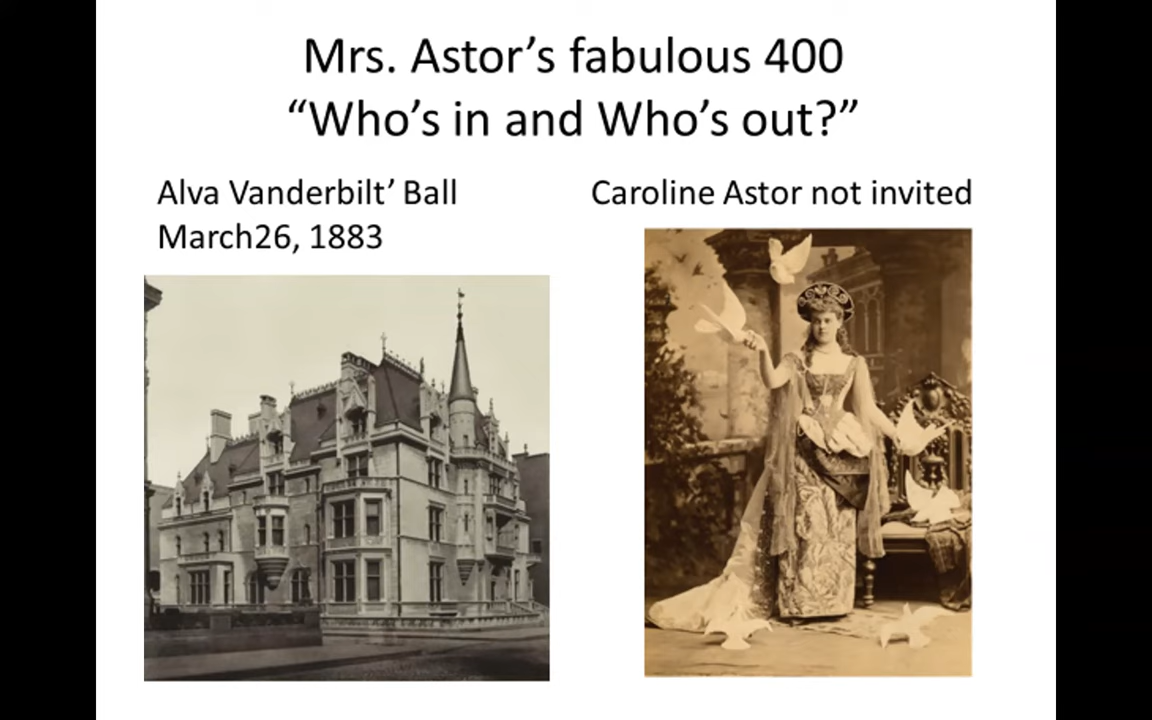 Mrs. Astor’s fabulous 400
“Who’s in and Who’s out?”
Alva Vanderbilt’ Ball
March26, 1883
Caroline Astor not invited